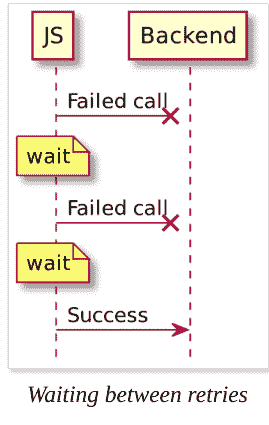 JS Backend
Failed call
wait
Failed call
wait
Success
Waiting between retries